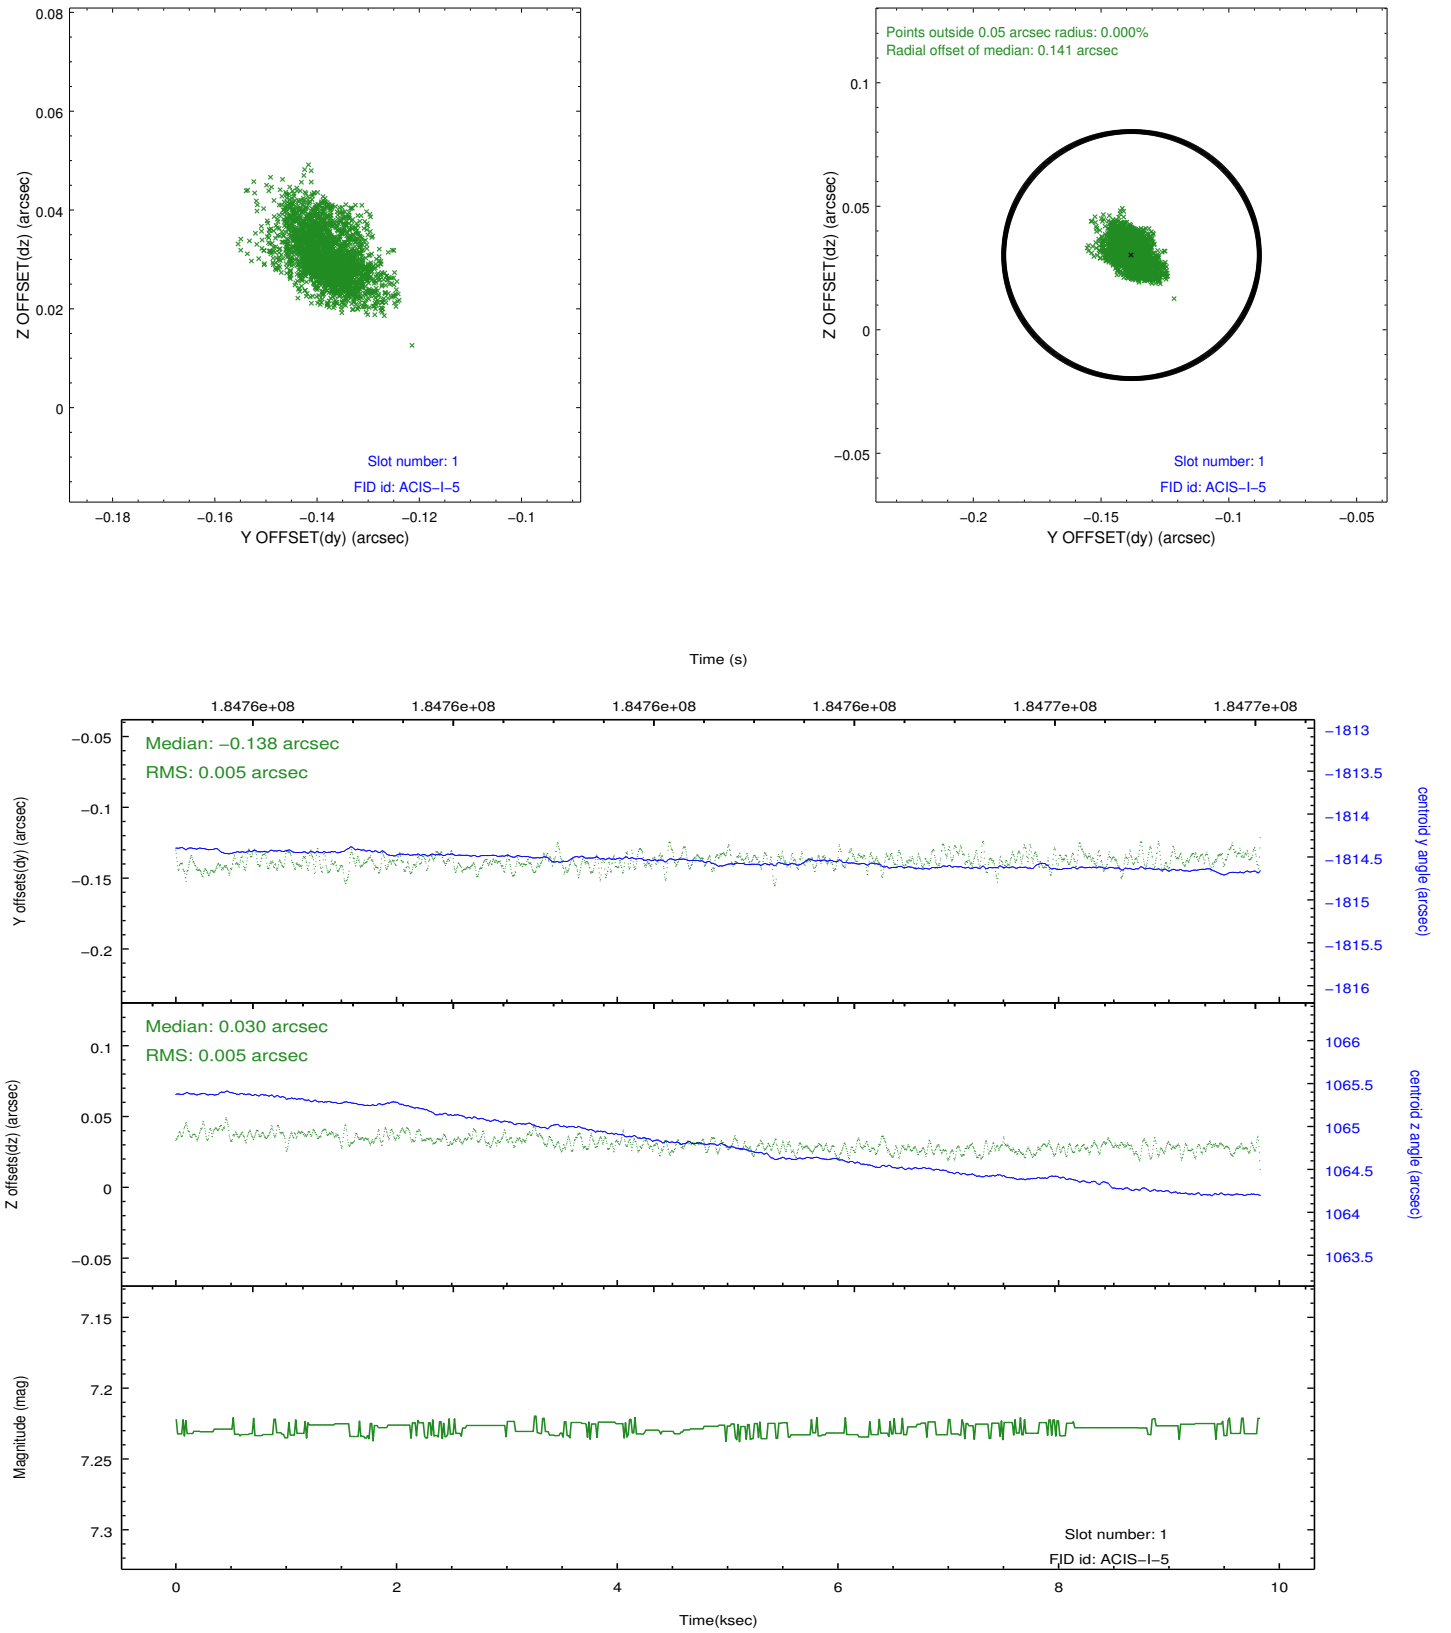 0.08
0.06
0.04
0.02
0
Z OFFSET(dz) (arcsec)
Slot number: 1
FID id: ACIS−I−5
−0.18 −0.16 −0.14 −0.12 −0.1
Y OFFSET(dy) (arcsec)
Points outside 0.05 arcsec radius: 0.000%
Radial offset of median: 0.141 arcsec
0.1
0.05
0
−0.05
Z OFFSET(dz) (arcsec)
Slot number: 1
FID id: ACIS−I−5
−0.2 −0.15 −0.1 −0.05
Y OFFSET(dy) (arcsec)
Time (s)
1.8476e+08 1.8476e+08 1.8476e+08 1.8476e+08 1.8477e+08 1.8477e+08
Median: −0.138 arcsec
RMS: 0.005 arcsec
−0.05
−0.1
−0.15
−0.2
Y offsets(dy) (arcsec)
−1813
−1813.5
−1814
−1814.5
−1815
−1815.5
−1816
centroid y angle (arcsec)
Median: 0.030 arcsec
RMS: 0.005 arcsec
0.1
0.05
0
−0.05
Z offsets(dz) (arcsec)
1066
1065.5
1065
1064.5
1064
1063.5
centroid z angle (arcsec)
7.15
7.2
7.25
7.3
Magnitude (mag)
Slot number: 1
FID id: ACIS−I−5
0 2 4 6 8 10
Time(ksec)